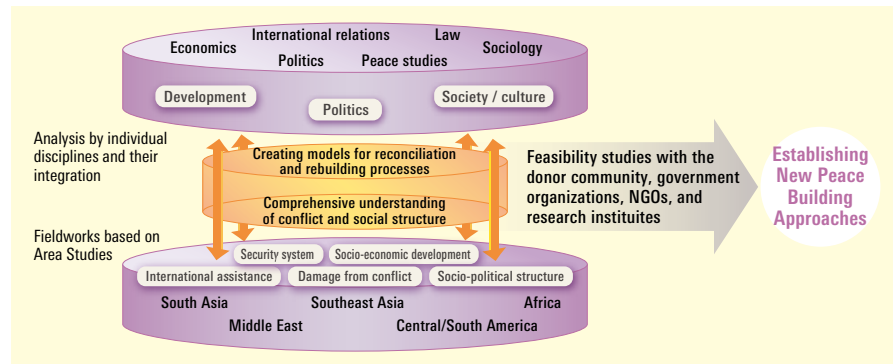 International relations
Law
Economics
Sociology
Politics
Peace studies
Development
Society / culture
Politics
Analysis by individual
disciplines and their
integration
Creating models for reconciliation
and rebuilding processes
Comprehensive understanding
of conflict and social structure
Feasibility studies with the
donor community, government
organizations, NGOs, and
research instituites
Establishing
New Peace
Building
Approaches
Fieldworks based on
Area Studies
Security system
Socio-economic development
International assistance
Damage from conflict
Socio-political structure
South Asia
Southeast Asia
Africa
Middle East
Central/South America